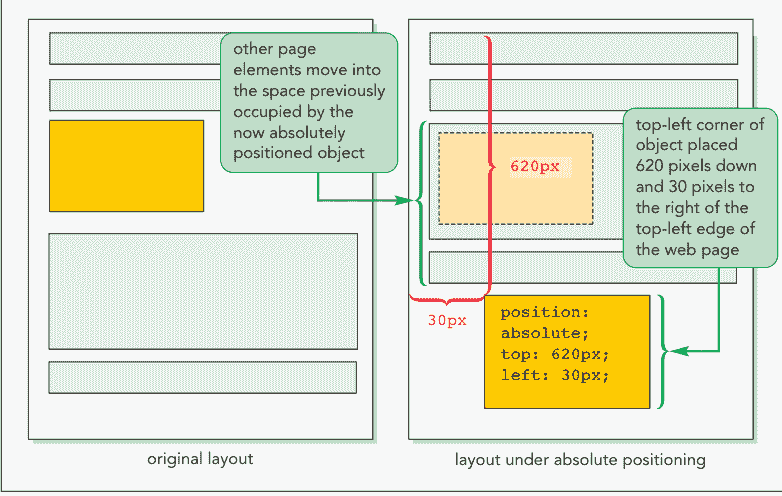 other page
elements move into
the space previously
occupied by the
now absolutely
positioned object
620px
top-left corner of
object placed
620 pixels down
and 30 pixels to
the right of the
top-left edge of
the web page
30px
position:
absolute;
top: 620px;
left: 30px;
original layout
layout under absolute positioning